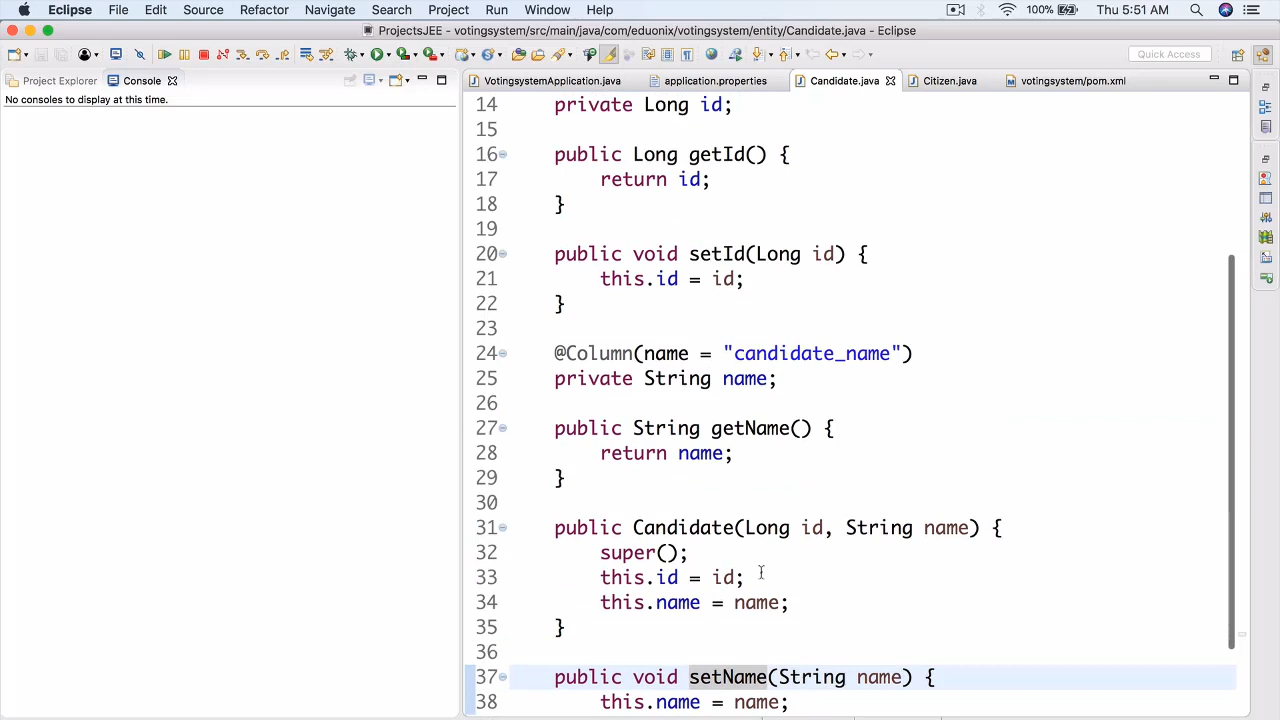 Eclipse File Edit Source Refactor Navigate Search Project Run Window Help 100% Thu 5:51 AM
ProjectsJEE - votingsystem/src/main/java/com/eduonix/votingsystem/entity/Candidate.java - Eclipse
Quick Access
Project Explorer Console
VotingsystemApplication.java application.properties Candidate.java Citizen.java votingsystem/pom.xml
No consoles to display at this time.
14 private Long id;
15
16 public Long getId() {
17 return id;
18 }
19
20 public void setId(Long id) {
21 this.id = id;
22 }
23
24 @Column(name = "candidate_name")
25 private String name;
26
27 public String getName() {
28 return name;
29 }
30
31 public Candidate(Long id, String name) {
32 super();
33 this.id = id;
34 this.name = name;
35 }
36
37 public void setName(String name) {
38 this.name = name;